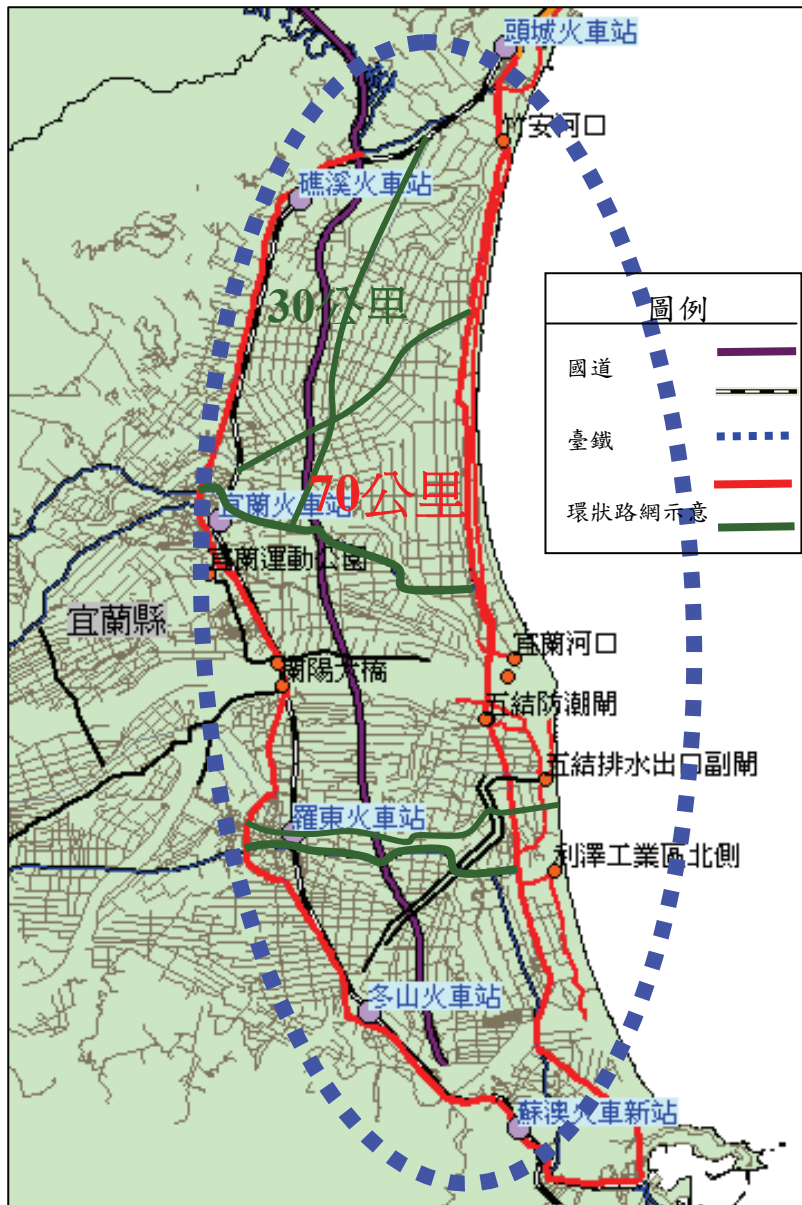 頭城火車站
竹安河口
礁溪火車站
30公里
圖例
國道
臺鐵
環狀路網示意
70公里
宜蘭火車站
宜蘭運動公園
宜蘭縣
宜蘭河口
蘭陽大橋
五結防潮閘
五結排水出口副閘
羅東火車站
利澤工業區北側
冬山火車站
蘇澳火車新站